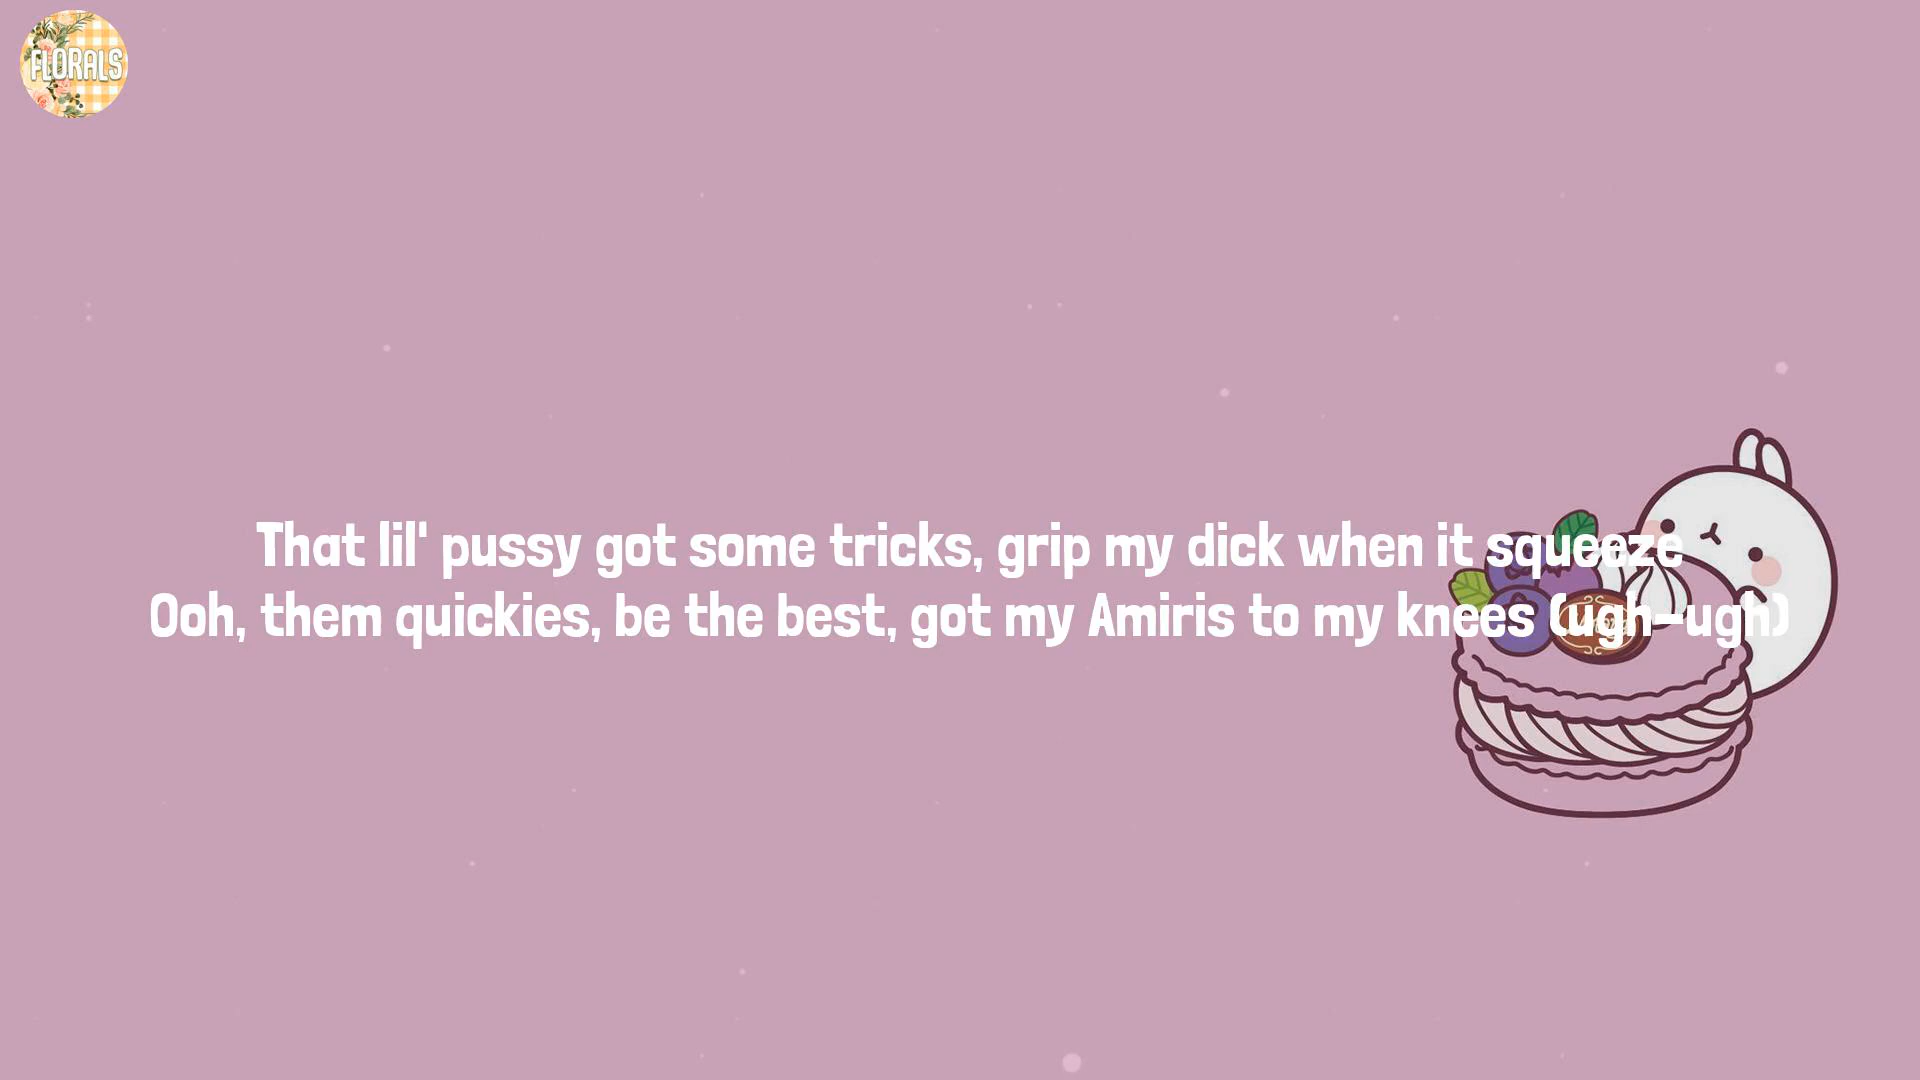 FLORALS
That lil' pussy got some tricks, grip my dick when it squeeze
Ooh, them quickies, be the best, got my Amiris to my knees (ugh-ugh)